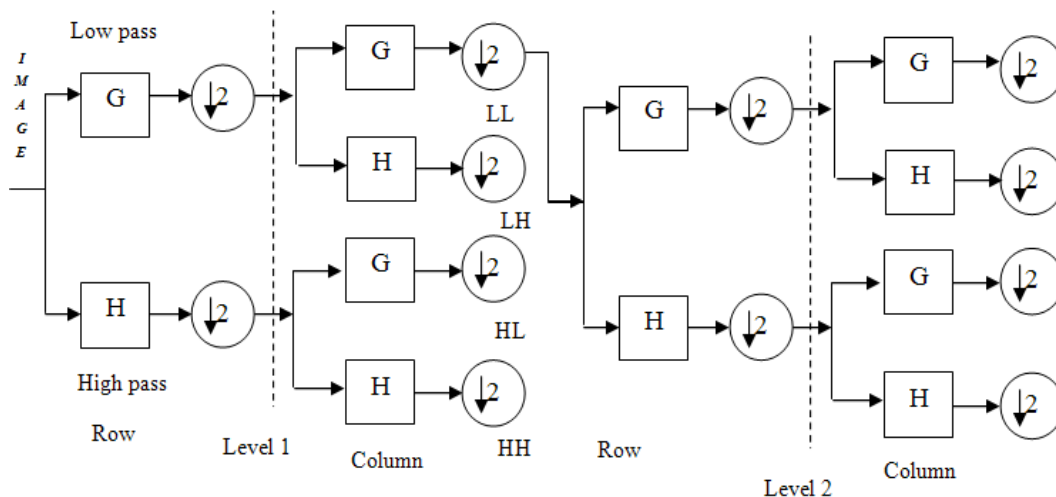 IMAGE
Low pass
G
↓2
G
↓2
LL
H
↓2
LH
H
↓2
High pass
Row
Level 1
G
↓2
HL
H
↓2
HH
Column
G
↓2
H
↓2
Row
Level 2
G
↓2
H
↓2
G
↓2
H
↓2
Column